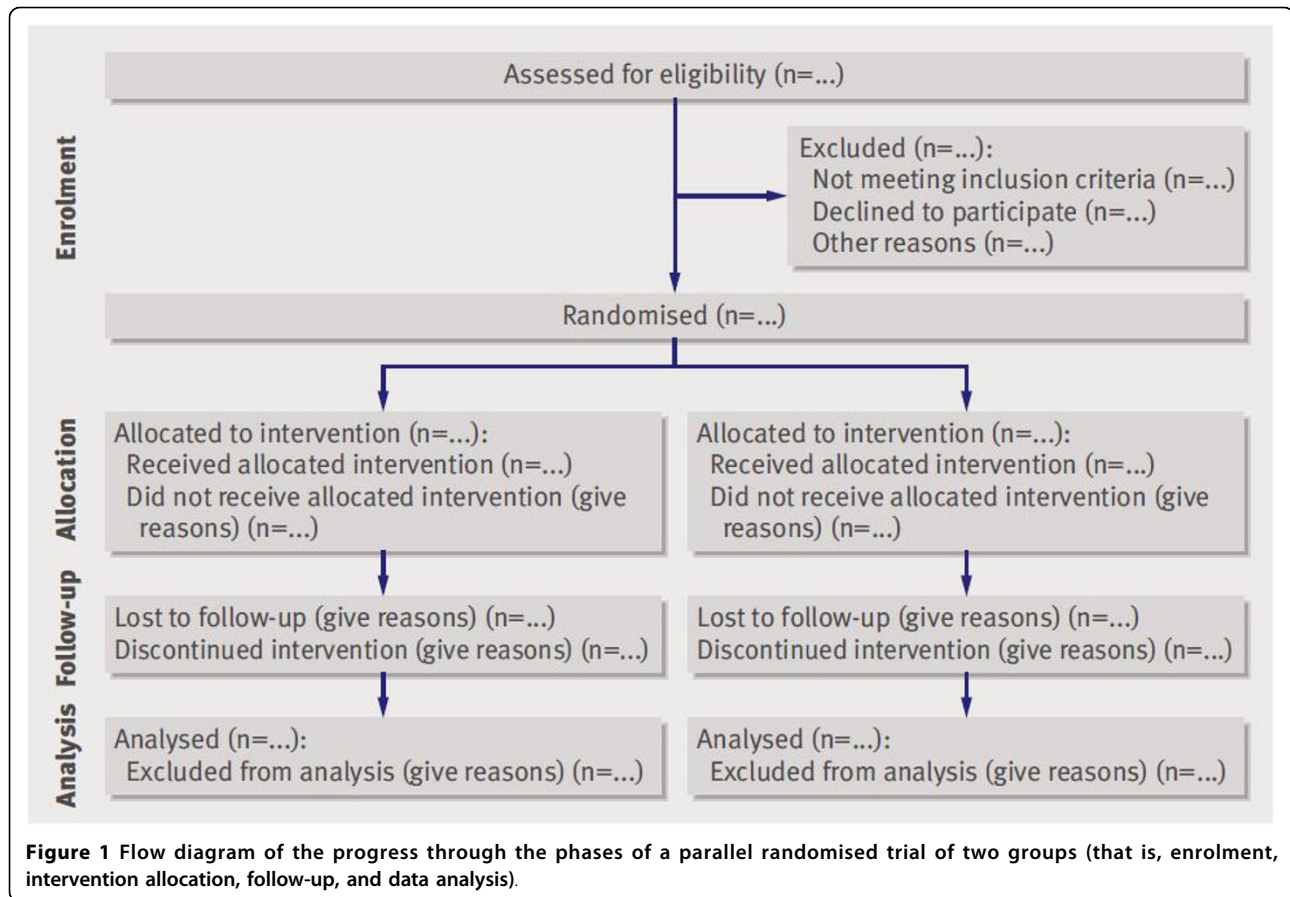 Assessed for eligibility (n=...)
Enrolment
Excluded (n=...):
Not meeting inclusion criteria (n=...)
Declined to participate (n=...)
Other reasons (n=...)
Randomised (n=...)
Allocation
Allocated to intervention (n=...):
Received allocated intervention (n=...)
Did not receive allocated intervention (give
reasons) (n=...)
Allocated to intervention (n=...):
Received allocated intervention (n=...)
Did not receive allocated intervention (give
reasons) (n=...)
Follow-up
Lost to follow-up (give reasons) (n=...)
Discontinued intervention (give reasons) (n=...)
Lost to follow-up (give reasons) (n=...)
Discontinued intervention (give reasons) (n=...)
Analysis
Analysed (n=...):
Excluded from analysis (give reasons) (n=...)
Analysed (n=...):
Excluded from analysis (give reasons) (n=...)
Figure 1 Flow diagram of the progress through the phases of a parallel randomised trial of two groups (that is, enrolment,
intervention allocation, follow-up, and data analysis).